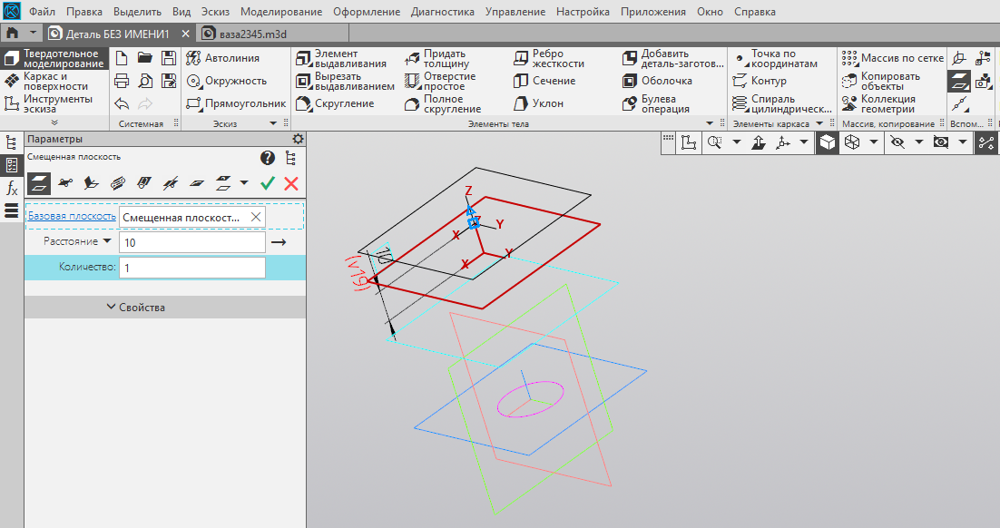 Файл Правка Выделить Вид Эскиз Моделирование Оформление Диагностика Управление Настройка Приложения Окно Справка
Деталь БЕЗ ИМЕНИ1 ваза2345.m3d
Твердотельное моделирование
Каркас и поверхности
Инструменты эскиза
Системная
Автолиния
Окружность
Прямоугольник
Эскиз
Элемент выдавливания
Вырезать выдавливанием
Скругление
Придать толщину
Отверстие простое
Полное скругление
Ребро жесткости
Сечение
Уклон
Добавить деталь-заготов...
Оболочка
Булева операция
Элементы тела
Точка по координатам
Контур
Спираль цилиндрическ...
Элементы каркаса
Массив по сетке
Копировать объекты
Коллекция геометрии
Массив, копирование
Вспом...
Параметры
Смещенная плоскость
Базовая плоскость Смещенная плоскост...
Расстояние 10
Количество: 1
Свойства
fx
Z
Y
X
Z
Y
X
10
(v19)